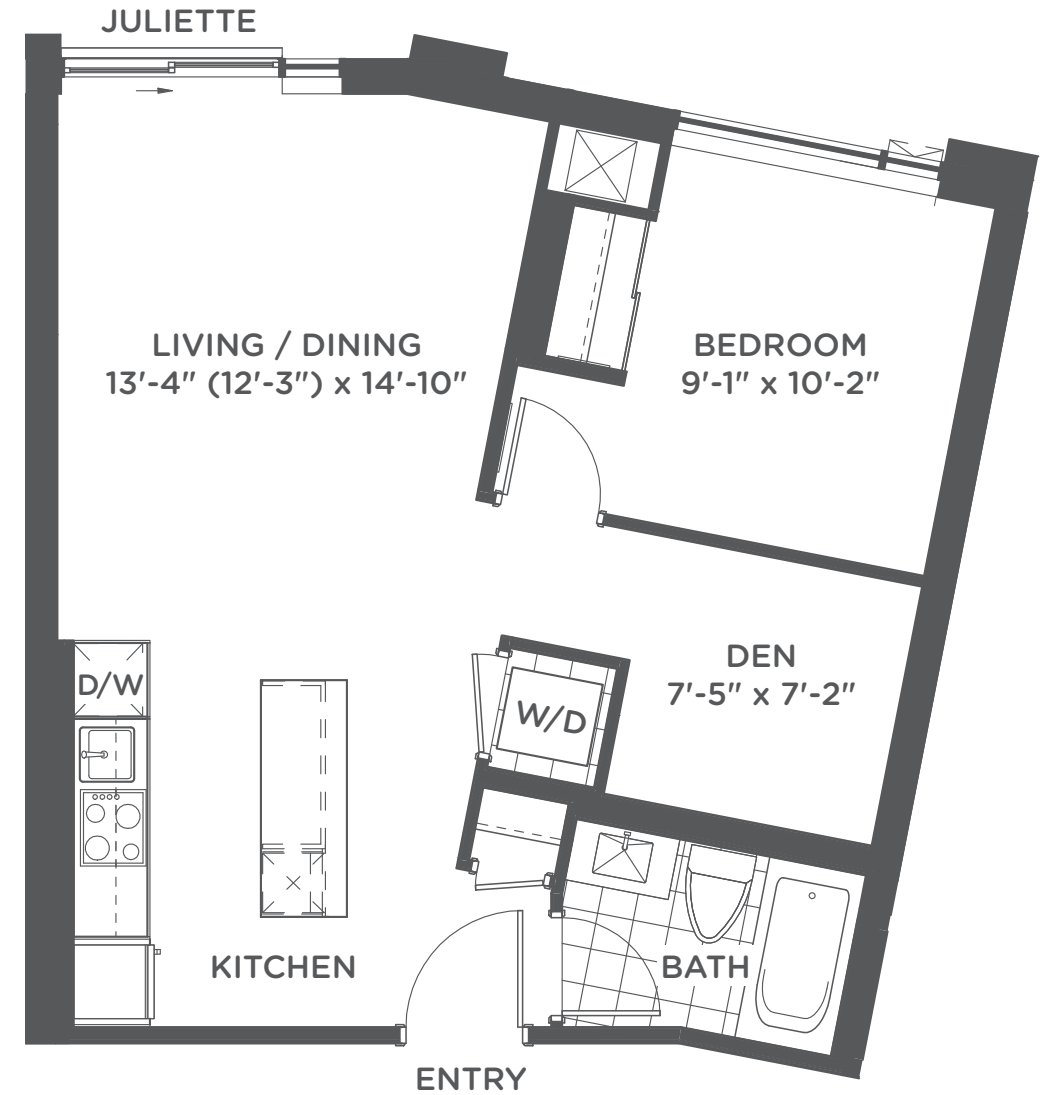 JULIETTE
LIVING / DINING
13'-4" (12'-3") x 14'-10"
BEDROOM
9'-1" x 10'-2"
DEN
7'-5" x 7'-2"
D/W
W/D
KITCHEN
BATH
ENTRY